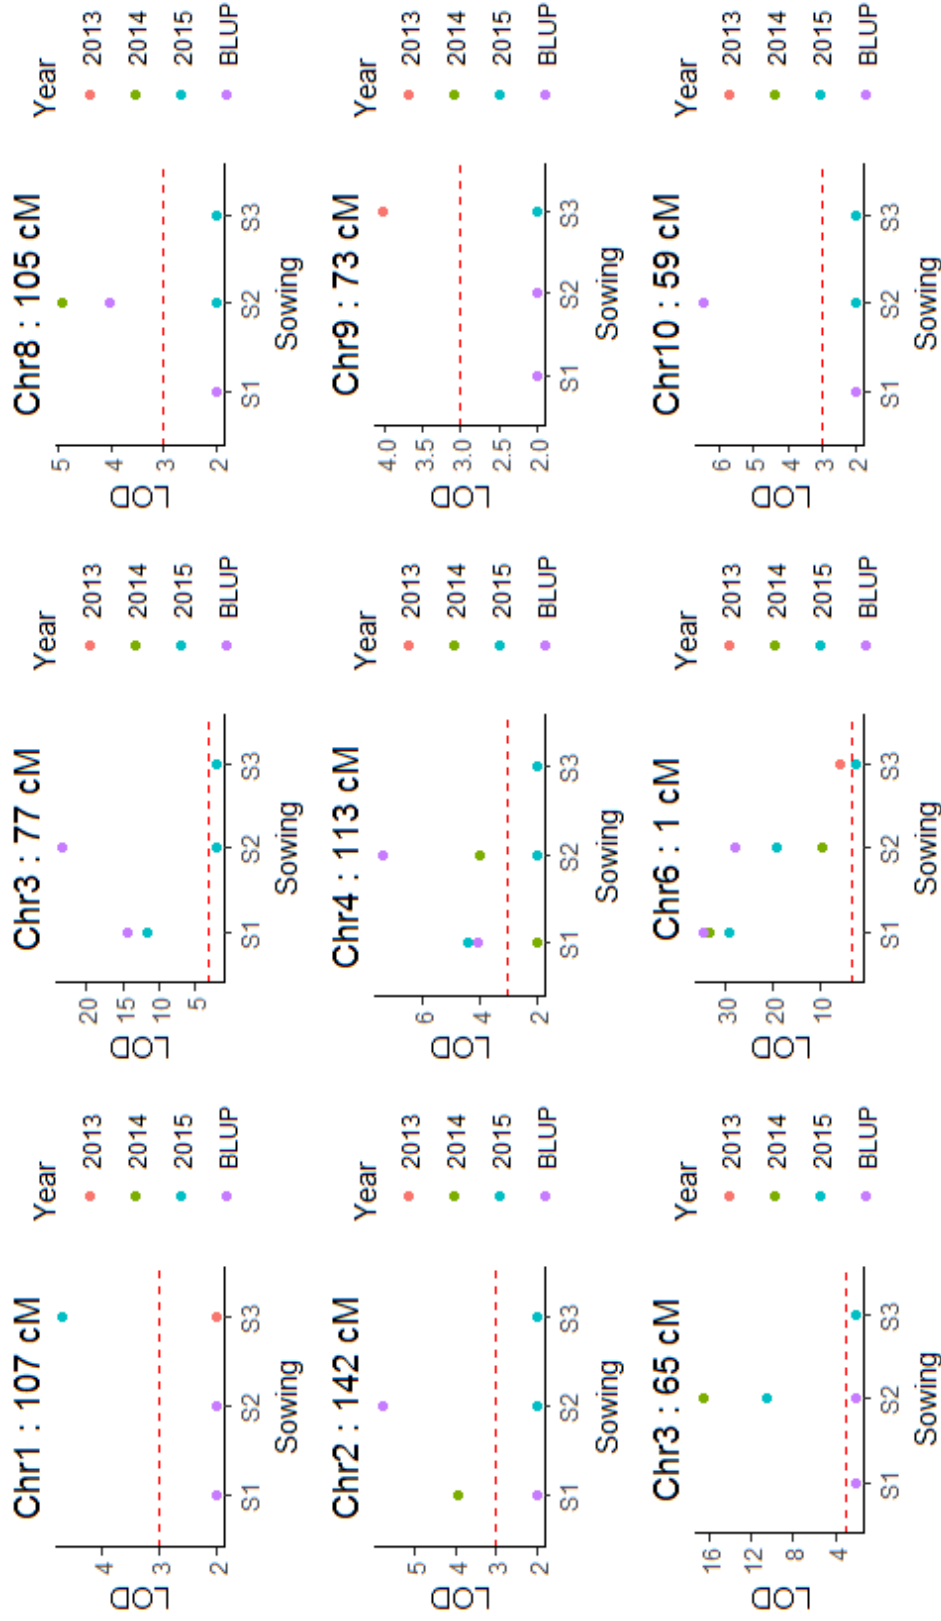 Chr1 : 107 cM
LOD
4
3
2
S1
S2
S3
Sowing
Year
2013
2014
2015
BLUP
Chr3 : 77 cM
LOD
20
15
10
5
S1
S2
S3
Sowing
Year
2013
2014
2015
BLUP
Chr8 : 105 cM
LOD
5
4
3
2
S1
S2
S3
Sowing
Year
2013
2014
2015
BLUP
Chr2 : 142 cM
LOD
5
4
3
2
S1
S2
S3
Sowing
Year
2013
2014
2015
BLUP
Chr4 : 113 cM
LOD
6
4
2
S1
S2
S3
Sowing
Year
2013
2014
2015
BLUP
Chr9 : 73 cM
LOD
4.0
3.5
3.0
2.5
2.0
S1
S2
S3
Sowing
Year
2013
2014
2015
BLUP
Chr3 : 65 cM
LOD
16
12
8
4
S1
S2
S3
Sowing
Year
2013
2014
2015
BLUP
Chr6 : 1 cM
LOD
30
20
10
S1
S2
S3
Sowing
Year
2013
2014
2015
BLUP
Chr10 : 59 cM
LOD
6
5
4
3
2
S1
S2
S3
Sowing
Year
2013
2014
2015
BLUP